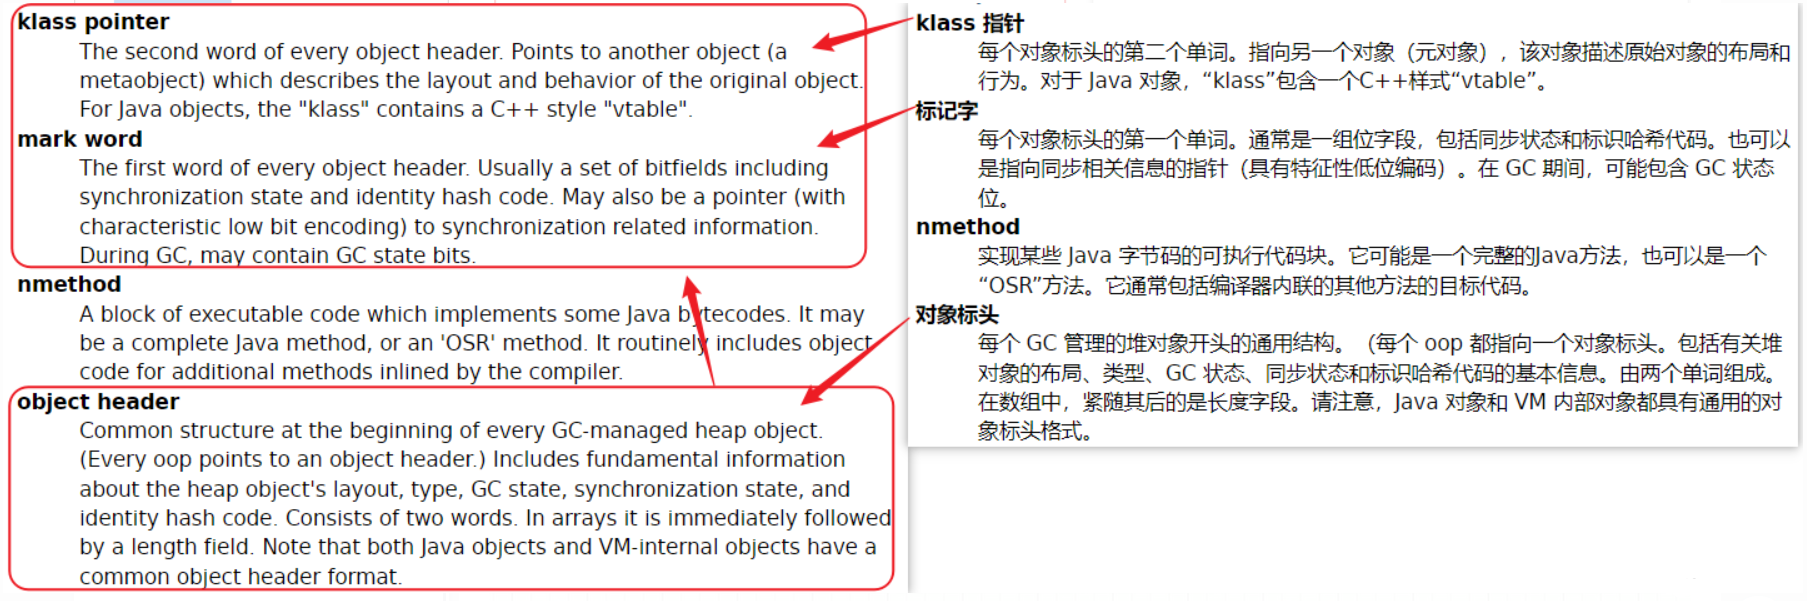 klass pointer
The second word of every object header. Points to another object (a
metaobject) which describes the layout and behavior of the original object.
For Java objects, the "klass" contains a C++ style "vtable".
mark word
The first word of every object header. Usually a set of bitfields including
synchronization state and identity hash code. May also be a pointer (with
characteristic low bit encoding) to synchronization related information.
During GC, may contain GC state bits.
nmethod
A block of executable code which implements some Java bytecodes. It may
be a complete Java method, or an 'OSR' method. It routinely includes object
code for additional methods inlined by the compiler.
object header
Common structure at the beginning of every GC-managed heap object.
(Every oop points to an object header.) Includes fundamental information
about the heap object's layout, type, GC state, synchronization state, and
identity hash code. Consists of two words. In arrays it is immediately followed
by a length field. Note that both Java objects and VM-internal objects have a
common object header format.
klass 指针
每个对象标头的第二个单词。指向另一个对象（元对象），该对象描述原始对象的布局和
行为。对于 Java 对象，“klass”包含一个C++样式“vtable”。
标记字
每个对象标头的第一个单词。通常是一组位字段，包括同步状态和标识哈希代码。也可以
是指向同步相关信息的指针（具有特征性低位编码）。在 GC 期间，可能包含 GC 状态
位。
nmethod
实现某些 Java 字节码的可执行代码块。它可能是一个完整的Java方法，也可以是一个
“OSR”方法。它通常包括编译器内联的其他方法的目标代码。
对象标头
每个 GC 管理的堆对象开头的通用结构。（每个 oop 都指向一个对象标头。包括有关堆
对象的布局、类型、GC 状态、同步状态和标识哈希代码的基本信息。由两个单词组成。
在数组中，紧随其后的是长度字段。请注意，Java 对象和 VM 内部对象都具有通用的对
象标头格式。